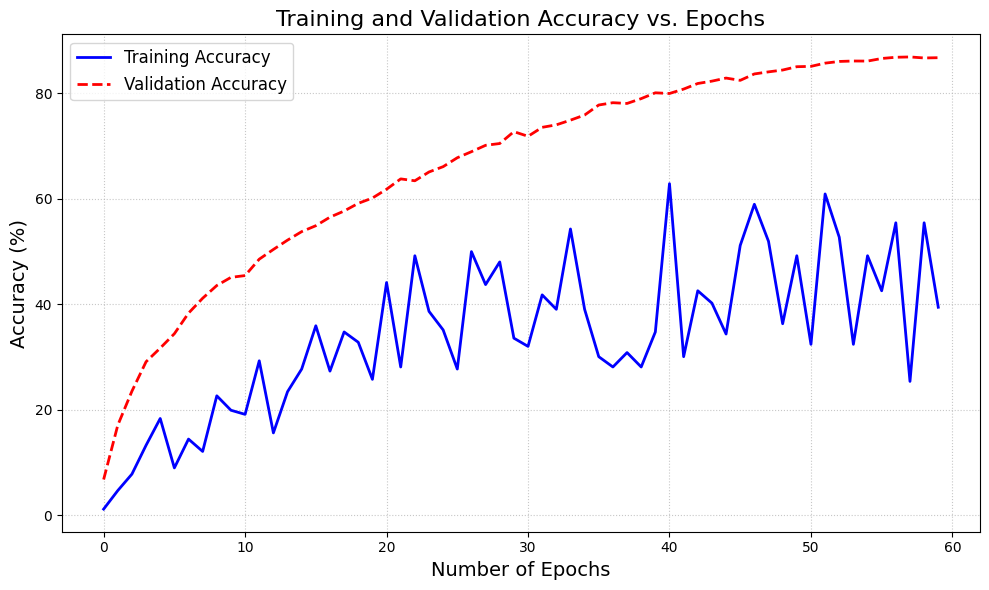 Training and Validation Accuracy vs. Epochs
Training Accuracy
Validation Accuracy
Accuracy (%)
80
60
40
20
0
0 10 20 30 40 50 60
Number of Epochs